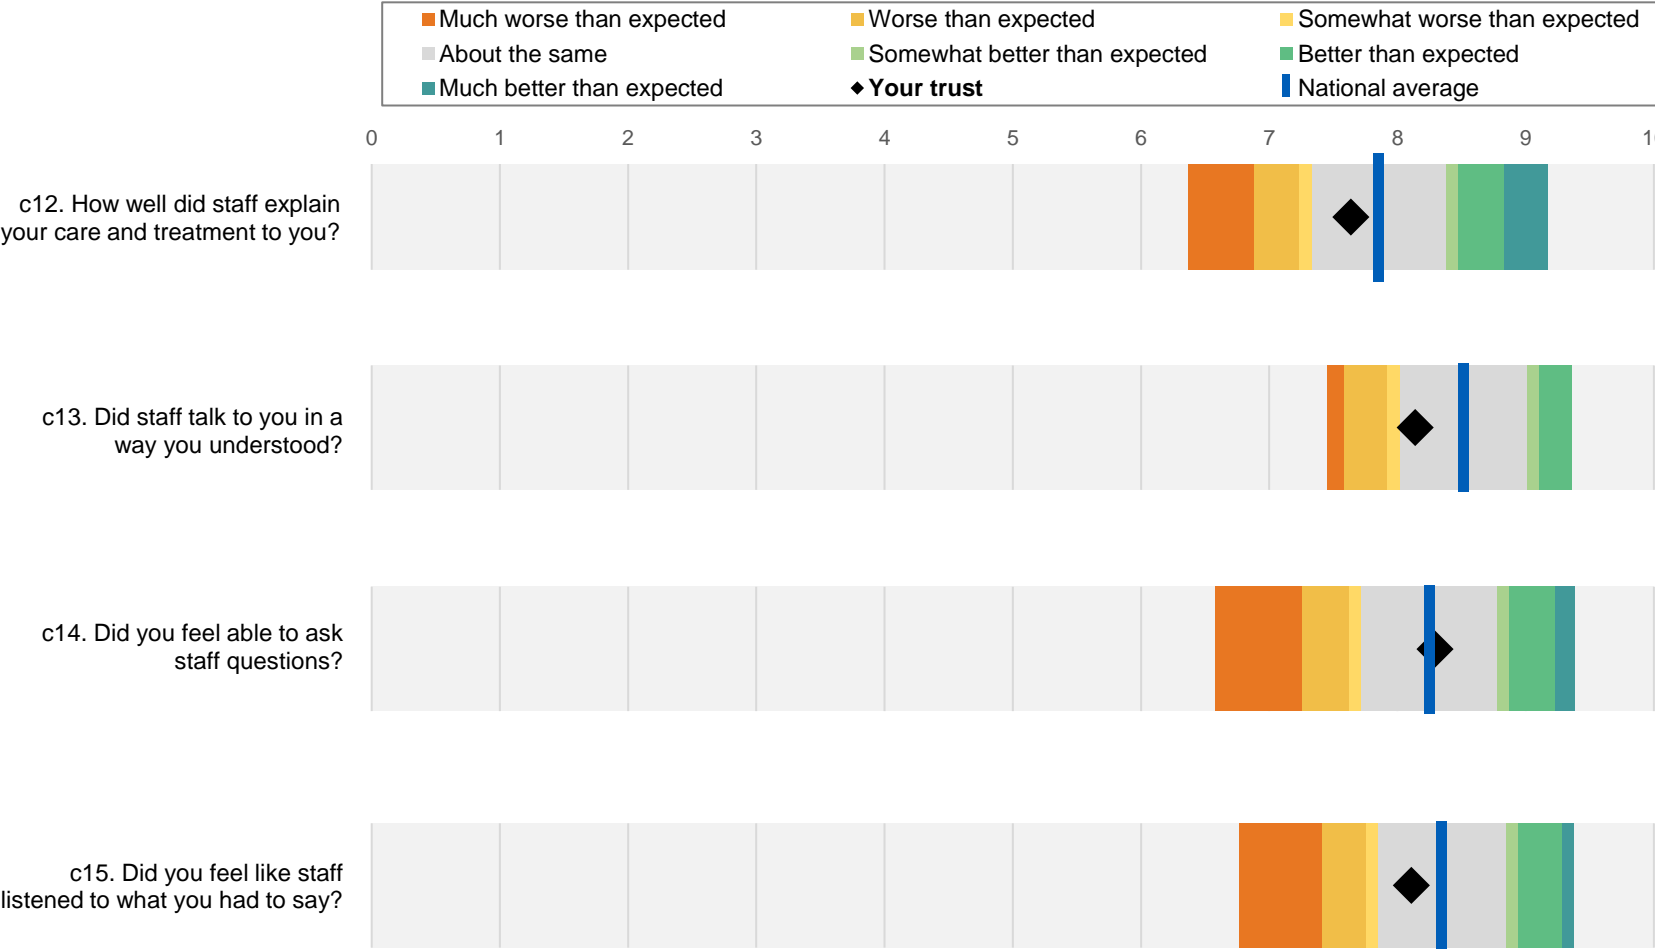 Much worse than expected
Worse than expected
Somewhat worse than expected
About the same
Somewhat better than expected
Better than expected
Much better than expected
Your trust
National average
0 1 2 3 4 5 6 7 8 9
c12. How well did staff explain
your care and treatment to you?
c13. Did staff talk to you in a
way you understood?
c14. Did you feel able to ask
staff questions?
c15. Did you feel like staff
listened to what you had to say?